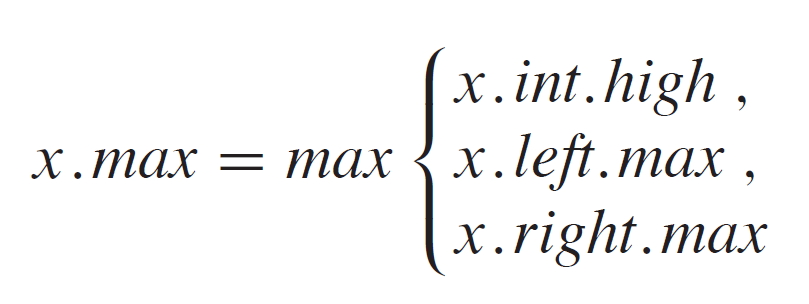 x.int.high ,
x.max = max { x.left.max ,
x.right.max